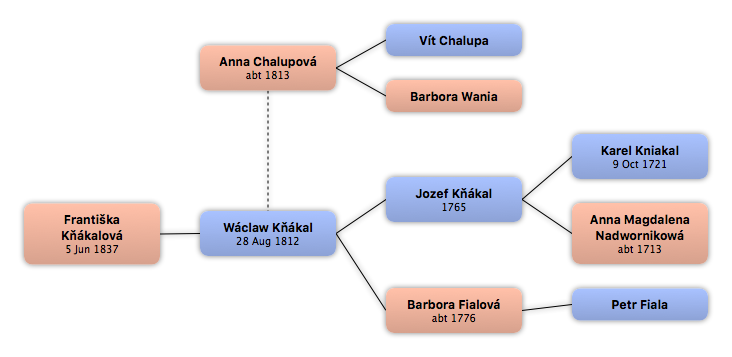 Vít Chalupa
Anna Chalupová
abt 1813
Barbora Wania
Karel Kniakal
9 Oct 1721
Jozef Kňákal
1765
Františka
Kňákalová
5 Jun 1837
Wáclaw Kňákal
28 Aug 1812
Anna Magdalena
Nadworniková
abt 1713
Barbora Fialová
abt 1776
Petr Fiala